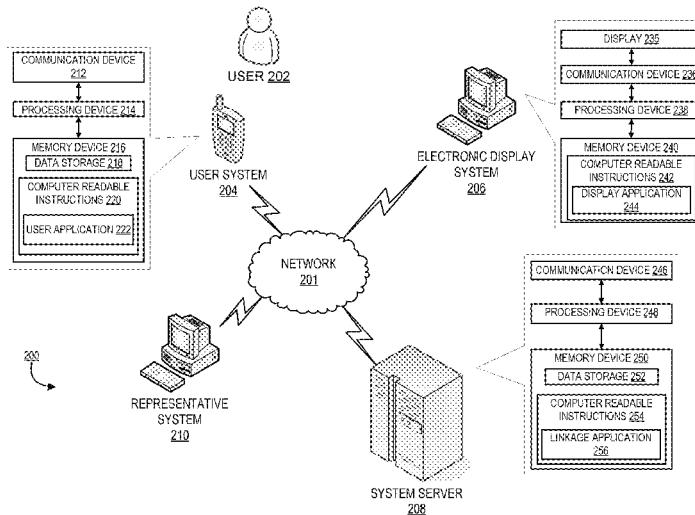 COMMUNICATION DEVICE
212
PROCESSING DEVICE 214
MEMORY DEVICE 216
DATA STORAGE 218
COMPUTER READABLE
INSTRUCTIONS 220
USER APPLICATION 222
USER 202
USER SYSTEM
204
ELECTRONIC DISPLAY
SYSTEM
206
DISPLAY 235
COMMUNICATION DEVICE 236
PROCESSING DEVICE 238
MEMORY DEVICE 240
COMPUTER READABLE
INSTRUCTIONS 242
DISPLAY APPLICATION
244
NETWORK
201
200
REPRESENTATIVE
SYSTEM
210
SYSTEM SERVER
208
COMMUNICATION DEVICE 246
PROCESSING DEVICE 248
MEMORY DEVICE 250
DATA STORAGE 252
COMPUTER READABLE
INSTRUCTIONS 254
LINKAGE APPLICATION
256